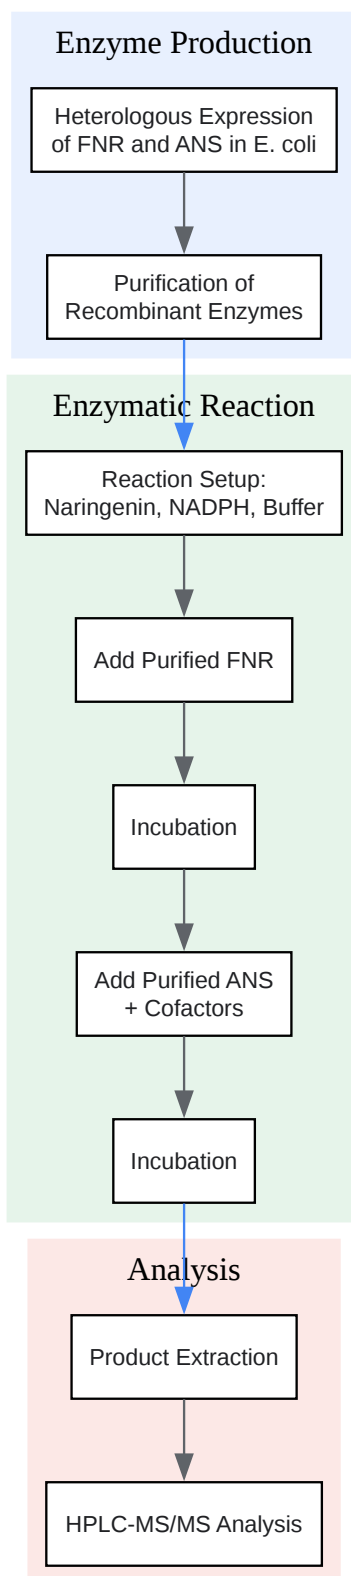 Enzyme Production
Heterologous Expression
of FNR and ANS in E. coli
Purification of
Recombinant Enzymes
Enzymatic Reaction
Reaction Setup:
Naringenin, NADPH, Buffer
Add Purified FNR
Incubation
Add Purified ANS
+ Cofactors
Incubation
Analysis
Product Extraction
HPLC-MS/MS Analysis